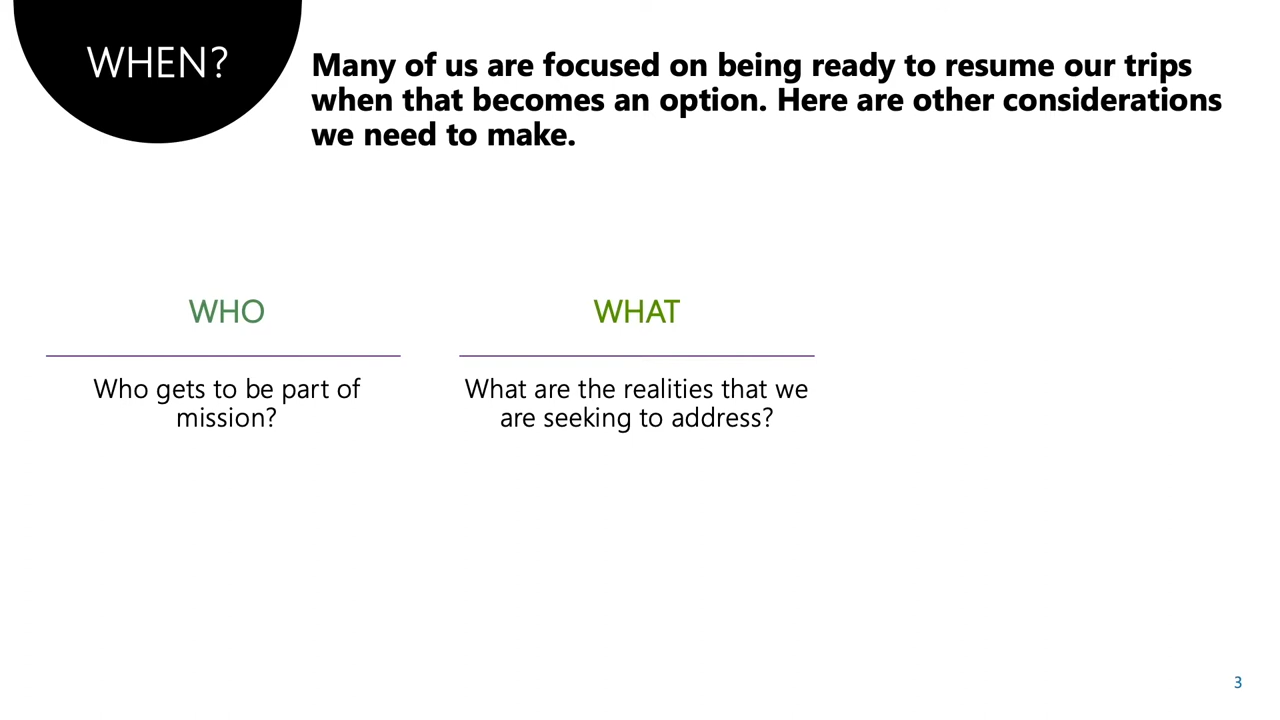 WHEN?
Many of us are focused on being ready to resume our trips
when that becomes an option. Here are other considerations
we need to make.
WHO
Who gets to be part of
mission?
WHAT
What are the realities that we
are seeking to address?
3